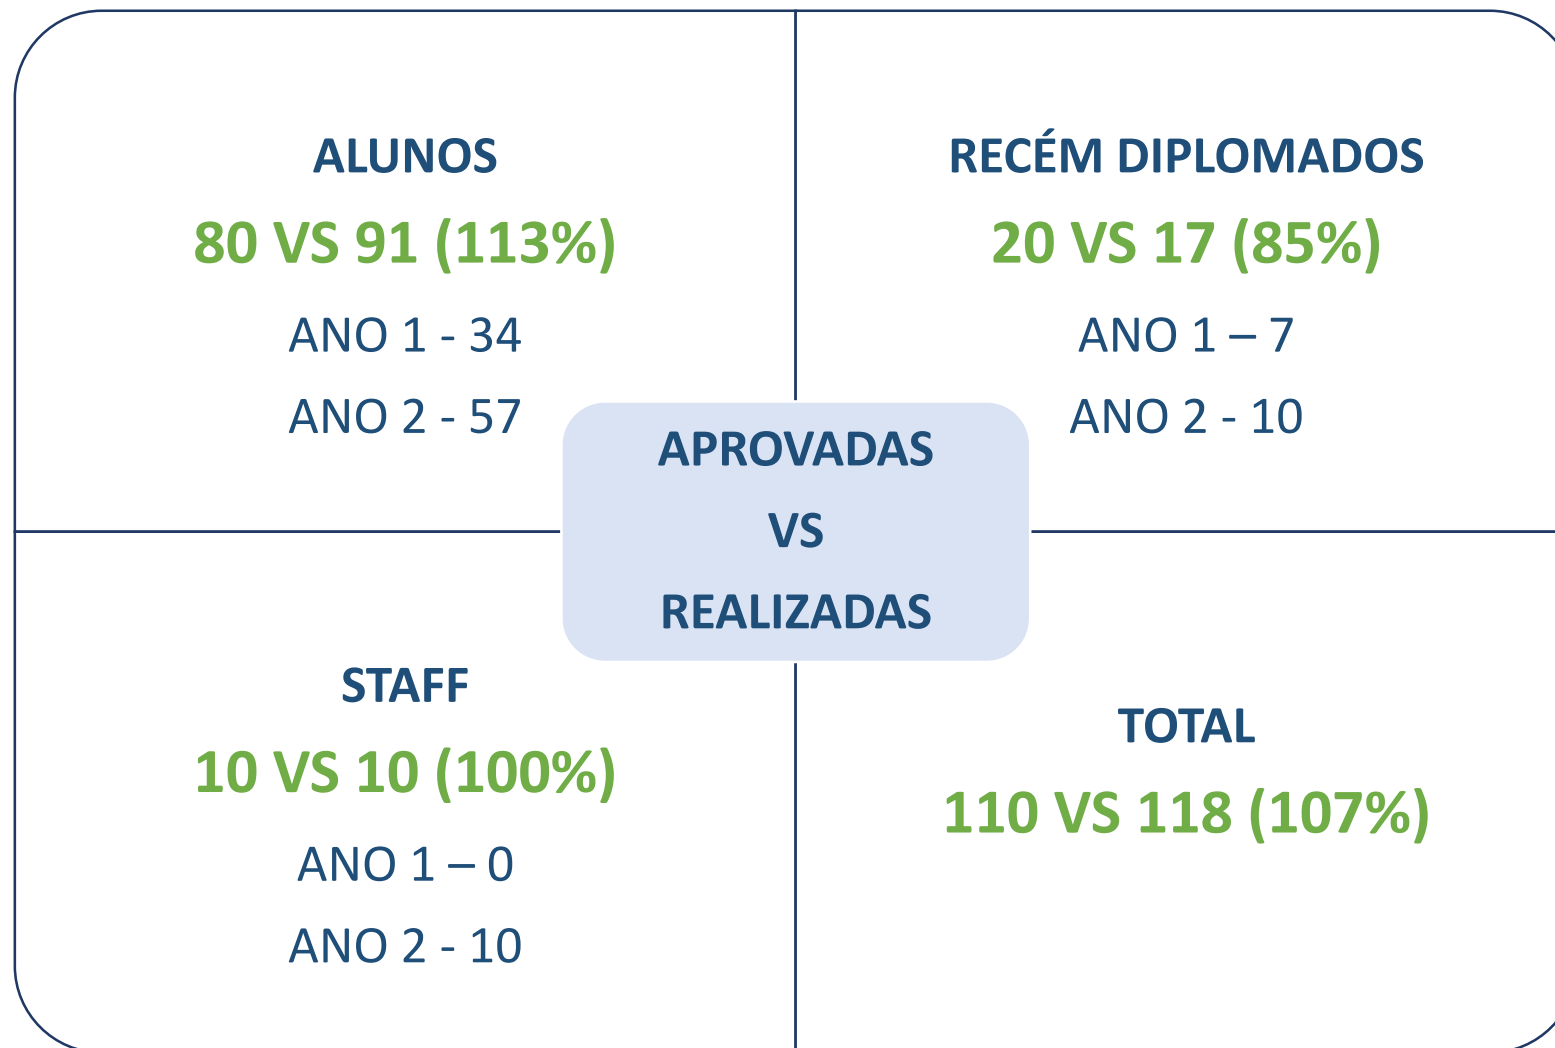 ALUNOS
80 VS 91 (113%)
ANO 1 - 34
ANO 2 - 57
RECÉM DIPLOMADOS
20 VS 17 (85%)
ANO 1 – 7
ANO 2 - 10
APROVADAS
VS
REALIZADAS
STAFF
10 VS 10 (100%)
ANO 1 – 0
ANO 2 - 10
TOTAL
110 VS 118 (107%)